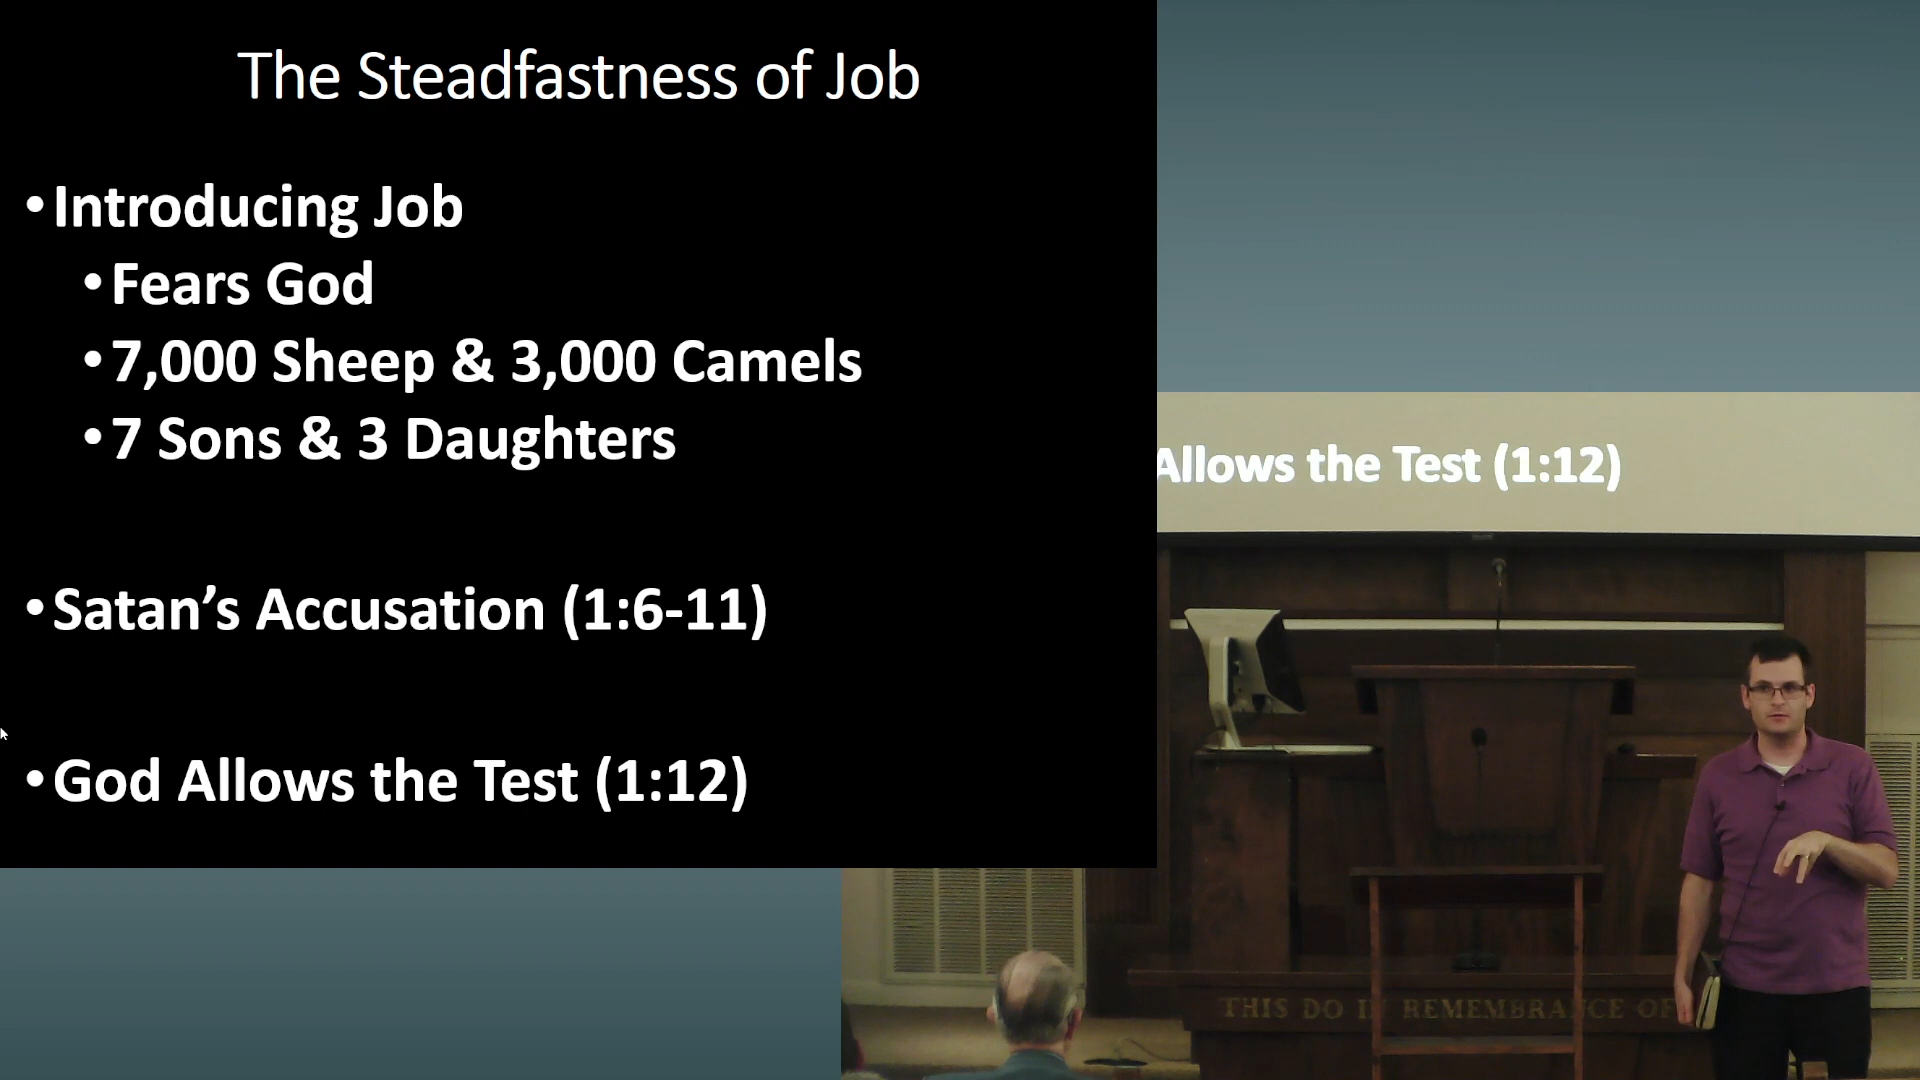 The Steadfastness of Job
•Introducing Job
•Fears God
•7,000 Sheep & 3,000 Camels
•7 Sons & 3 Daughters
•Satan’s Accusation (1:6-11)
•God Allows the Test (1:12)
Allows the Test (1:12)
THIS DO IN REMEMBRANCE OF